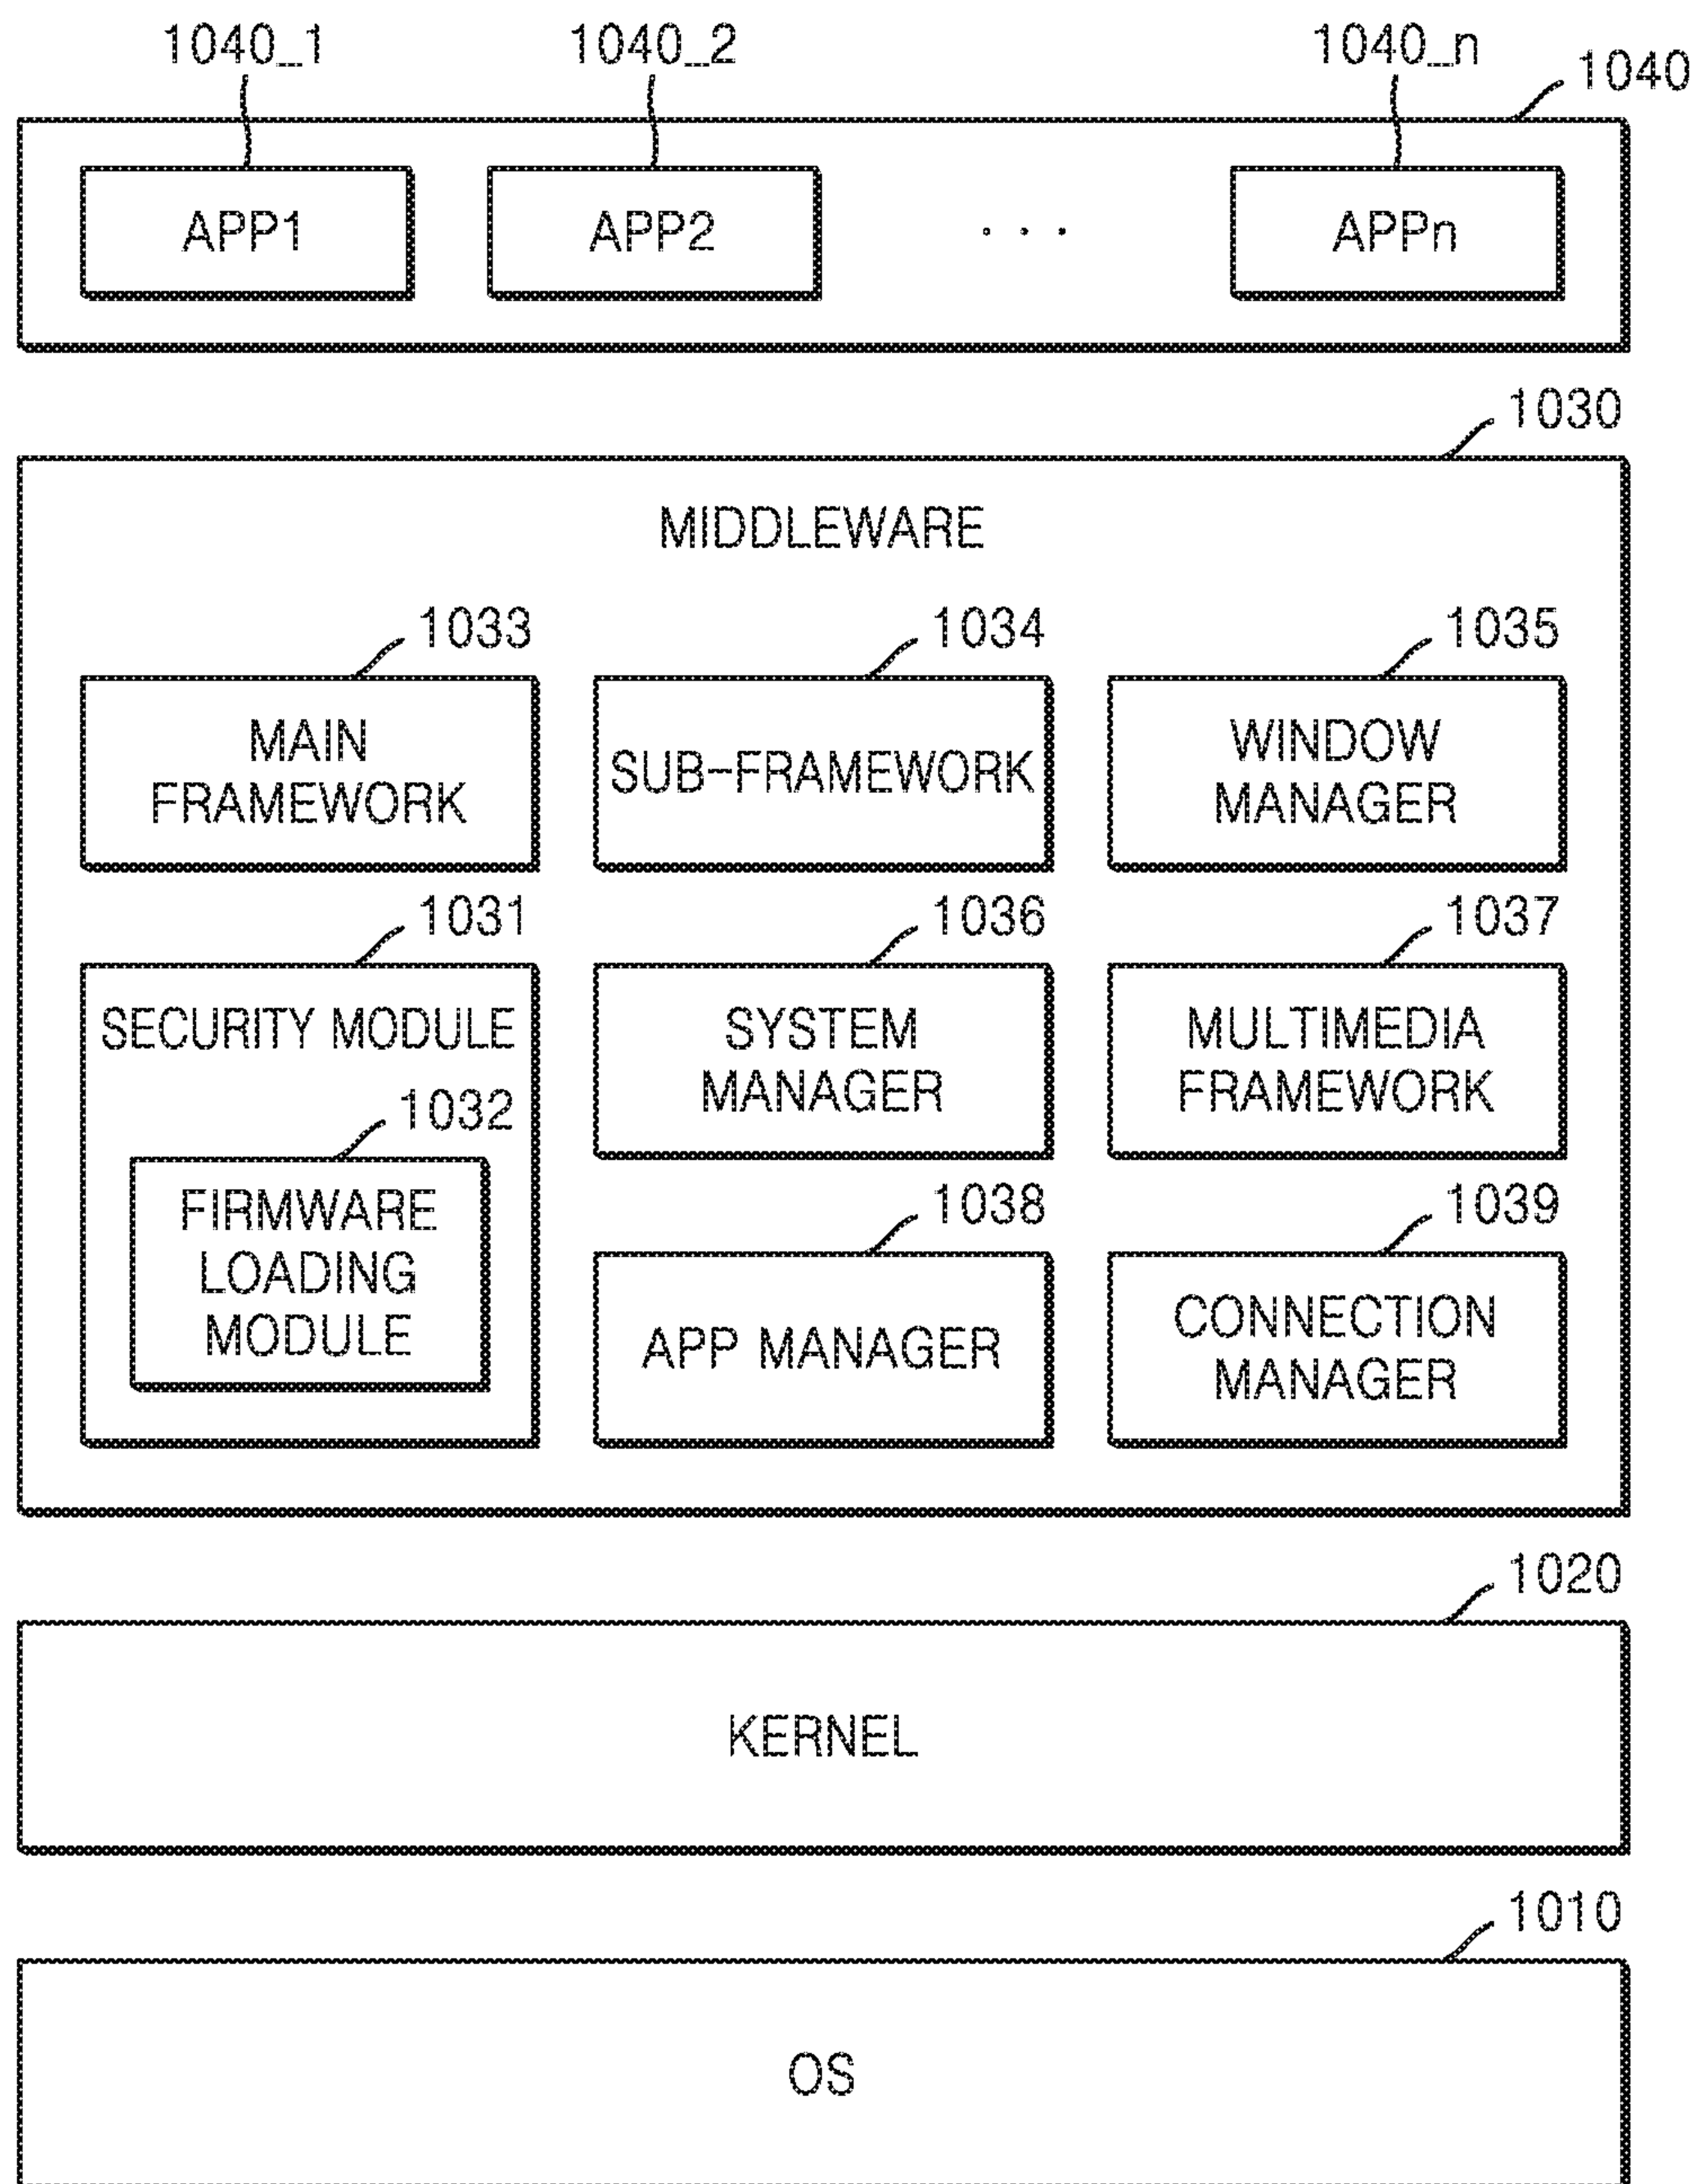 1040_1 1040_2 1040_n 1040
APP1 APP2 . . . APPn
1030
MIDDLEWARE
1033 1034 1035
MAIN
FRAMEWORK
SUB-FRAMEWORK
WINDOW
MANAGER
1031 1036 1037
SECURITY MODULE
1032
FIRMWARE
LOADING
MODULE
SYSTEM
MANAGER
MULTIMEDIA
FRAMEWORK
1038 1039
APP MANAGER
CONNECTION
MANAGER
1020
KERNEL
1010
OS